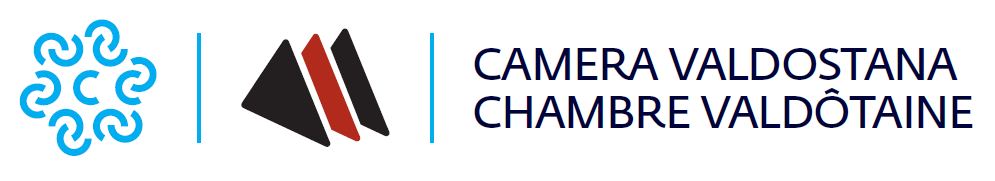 CAMERA VALDOSTANA
CHAMBRE VALDÔTAINE